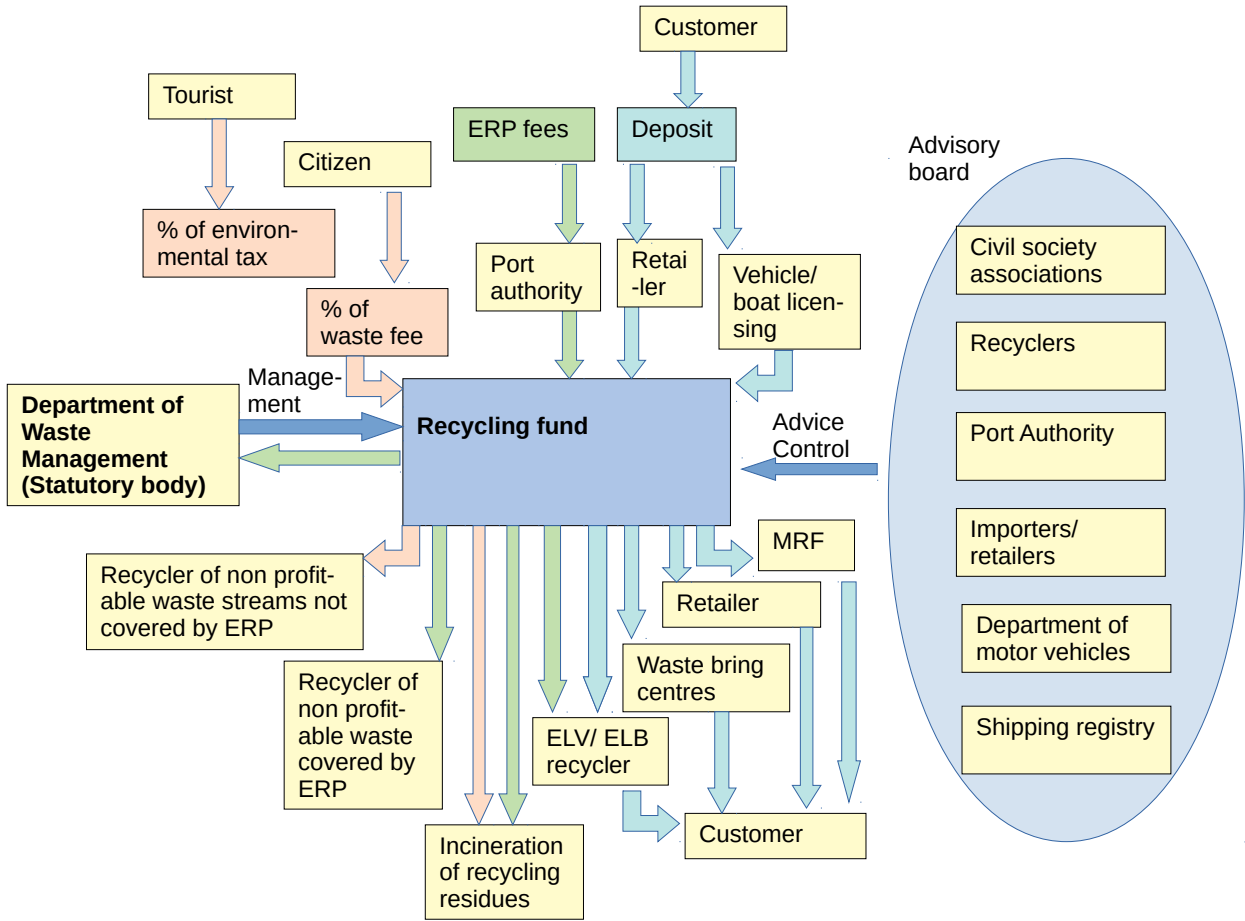 Customer
Tourist
ERP fees
Deposit
Citizen
Advisory
board
% of environ-
mental tax
Port
authority
Retai
-ler
Vehicle/
boat licen-
sing
Civil society
associations
% of
waste fee
Recyclers
Manage-
ment
Department of
Waste
Management
(Statutory body)
Recycling fund
Advice
Control
Port Authority
Importers/
retailers
MRF
Recycler of non profit-
able waste streams not
covered by ERP
Retailer
Department of
motor vehicles
Recycler of
non profit-
able waste
covered by
ERP
Waste bring
centres
ELV/ ELB
recycler
Shipping registry
Customer
Incineration
of recycling
residues